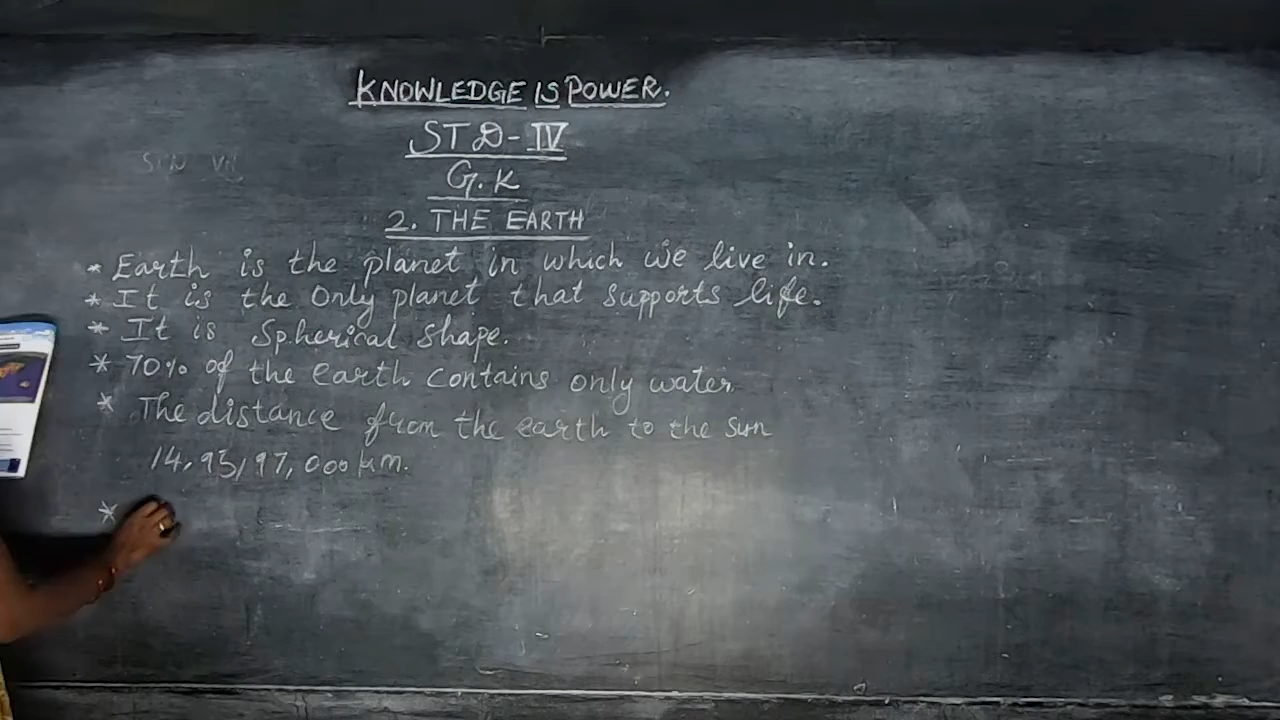 KNOWLEDGE IS POWER.
STD-IV
G.K
2. THE EARTH
* Earth is the planet in which we live in.
* It is the Only planet that supports life.
* It is Spherical shape.
* 70% of the earth contains only water.
* The distance from the earth to the sun
14,95,97,000 km.
*